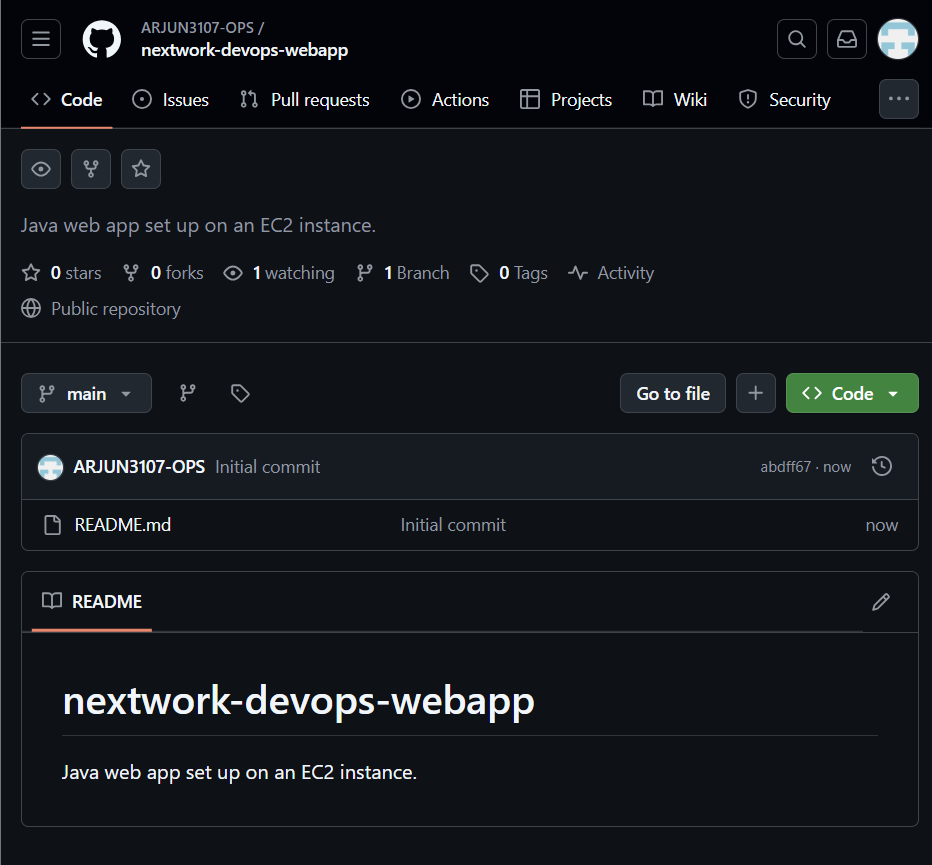 ARJUN3107-OPS /
nextwork-devops-webapp
Code Issues Pull requests Actions Projects Wiki Security
Java web app set up on an EC2 instance.
0 stars 0 forks 1 watching 1 Branch 0 Tags Activity
Public repository
main Go to file Code
ARJUN3107-OPS Initial commit abdff67 · now
README.md Initial commit now
README
nextwork-devops-webapp
Java web app set up on an EC2 instance.